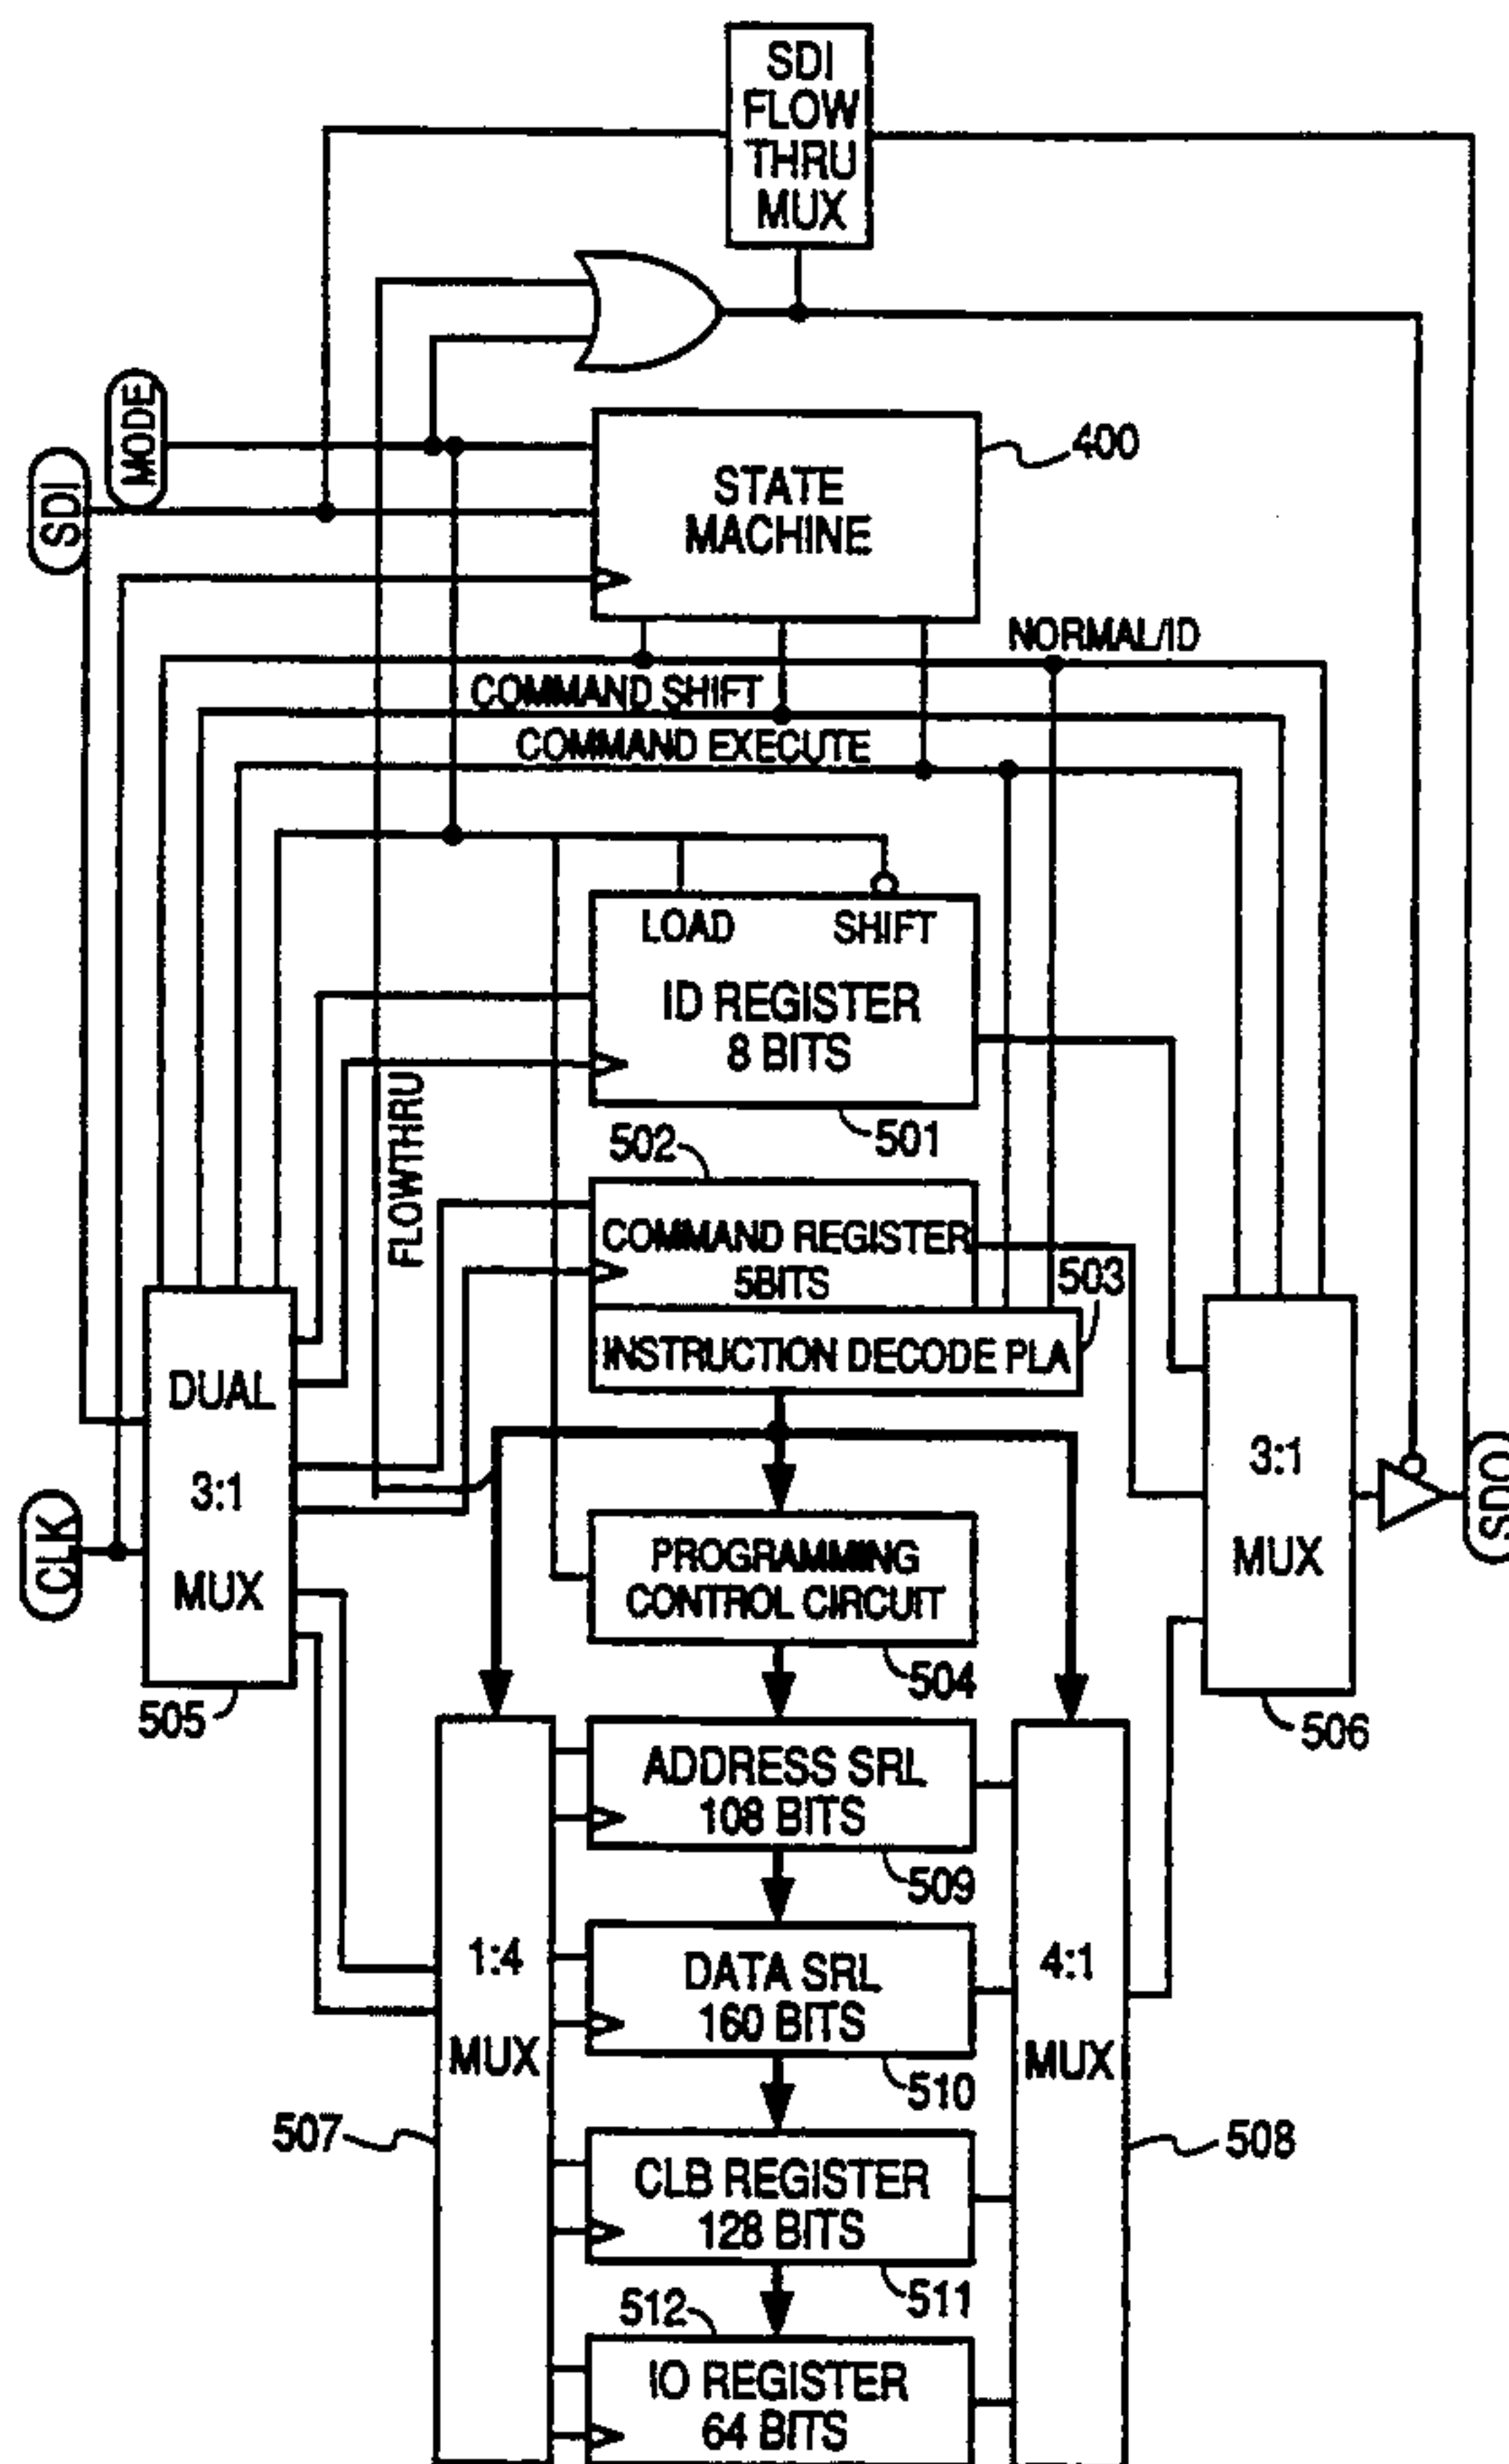 SDI
FLOW
THRU
MUX
MODE
SDI
STATE
MACHINE
400
NORMAL/ID
COMMAND SHIFT
COMMAND EXECUTE
LOAD SHIFT
ID REGISTER
8 BITS
501
FLOWTHRU
502
COMMAND REGISTER
5BITS
503
INSTRUCTION DECODE PLA
DUAL
3:1
MUX
505
CLK
3:1
MUX
506
SDO
PROGRAMMING
CONTROL CIRCUIT
504
ADDRESS SRL
108 BITS
509
1:4
MUX
507
DATA SRL
160 BITS
510
4:1
MUX
508
CLB REGISTER
128 BITS
511
512
IO REGISTER
64 BITS